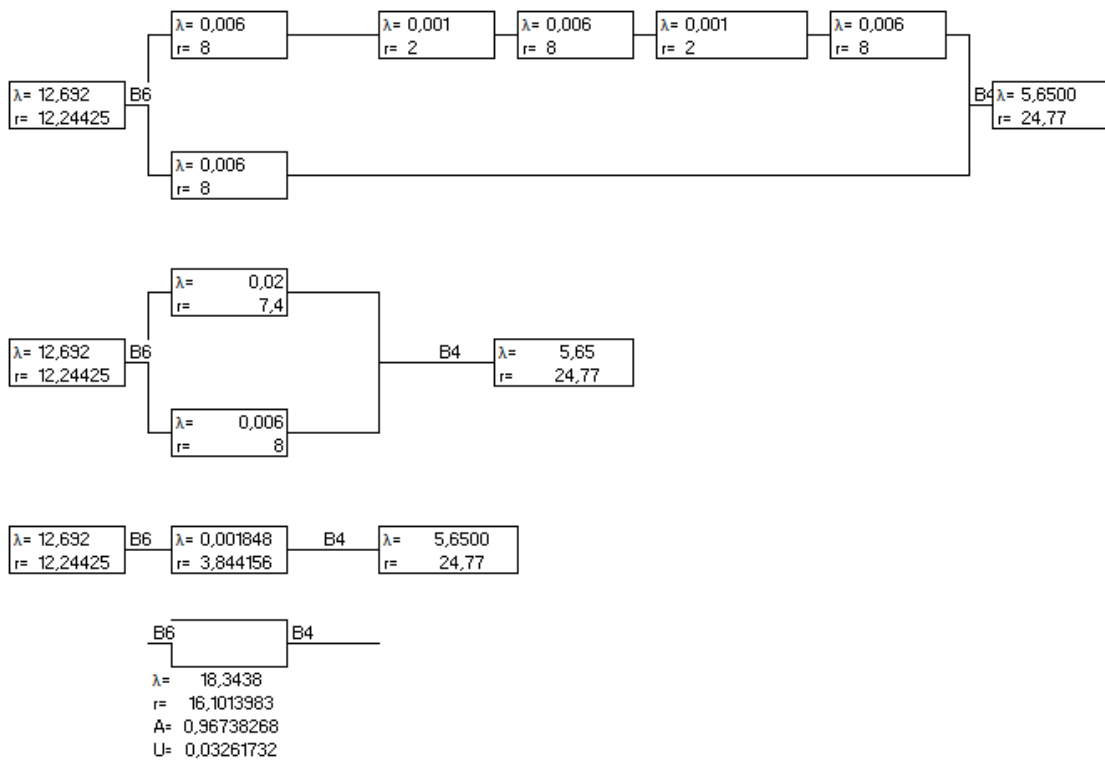 λ= 0,006
r= 8
λ= 0,001
r= 2
λ= 0,006
r= 8
λ= 0,001
r= 2
λ= 0,006
r= 8
λ= 12,692
r= 12,24425
B6
B4
λ= 5,6500
r= 24,77
λ= 0,006
r= 8
λ= 0,02
r= 7,4
λ= 12,692
r= 12,24425
B6
B4
λ= 5,65
r= 24,77
λ= 0,006
r= 8
λ= 12,692
r= 12,24425
B6
λ= 0,001848
r= 3,844156
B4
λ= 5,6500
r= 24,77
B6
B4
λ= 18,3438
r= 16,1013983
A= 0,96738268
U= 0,03261732